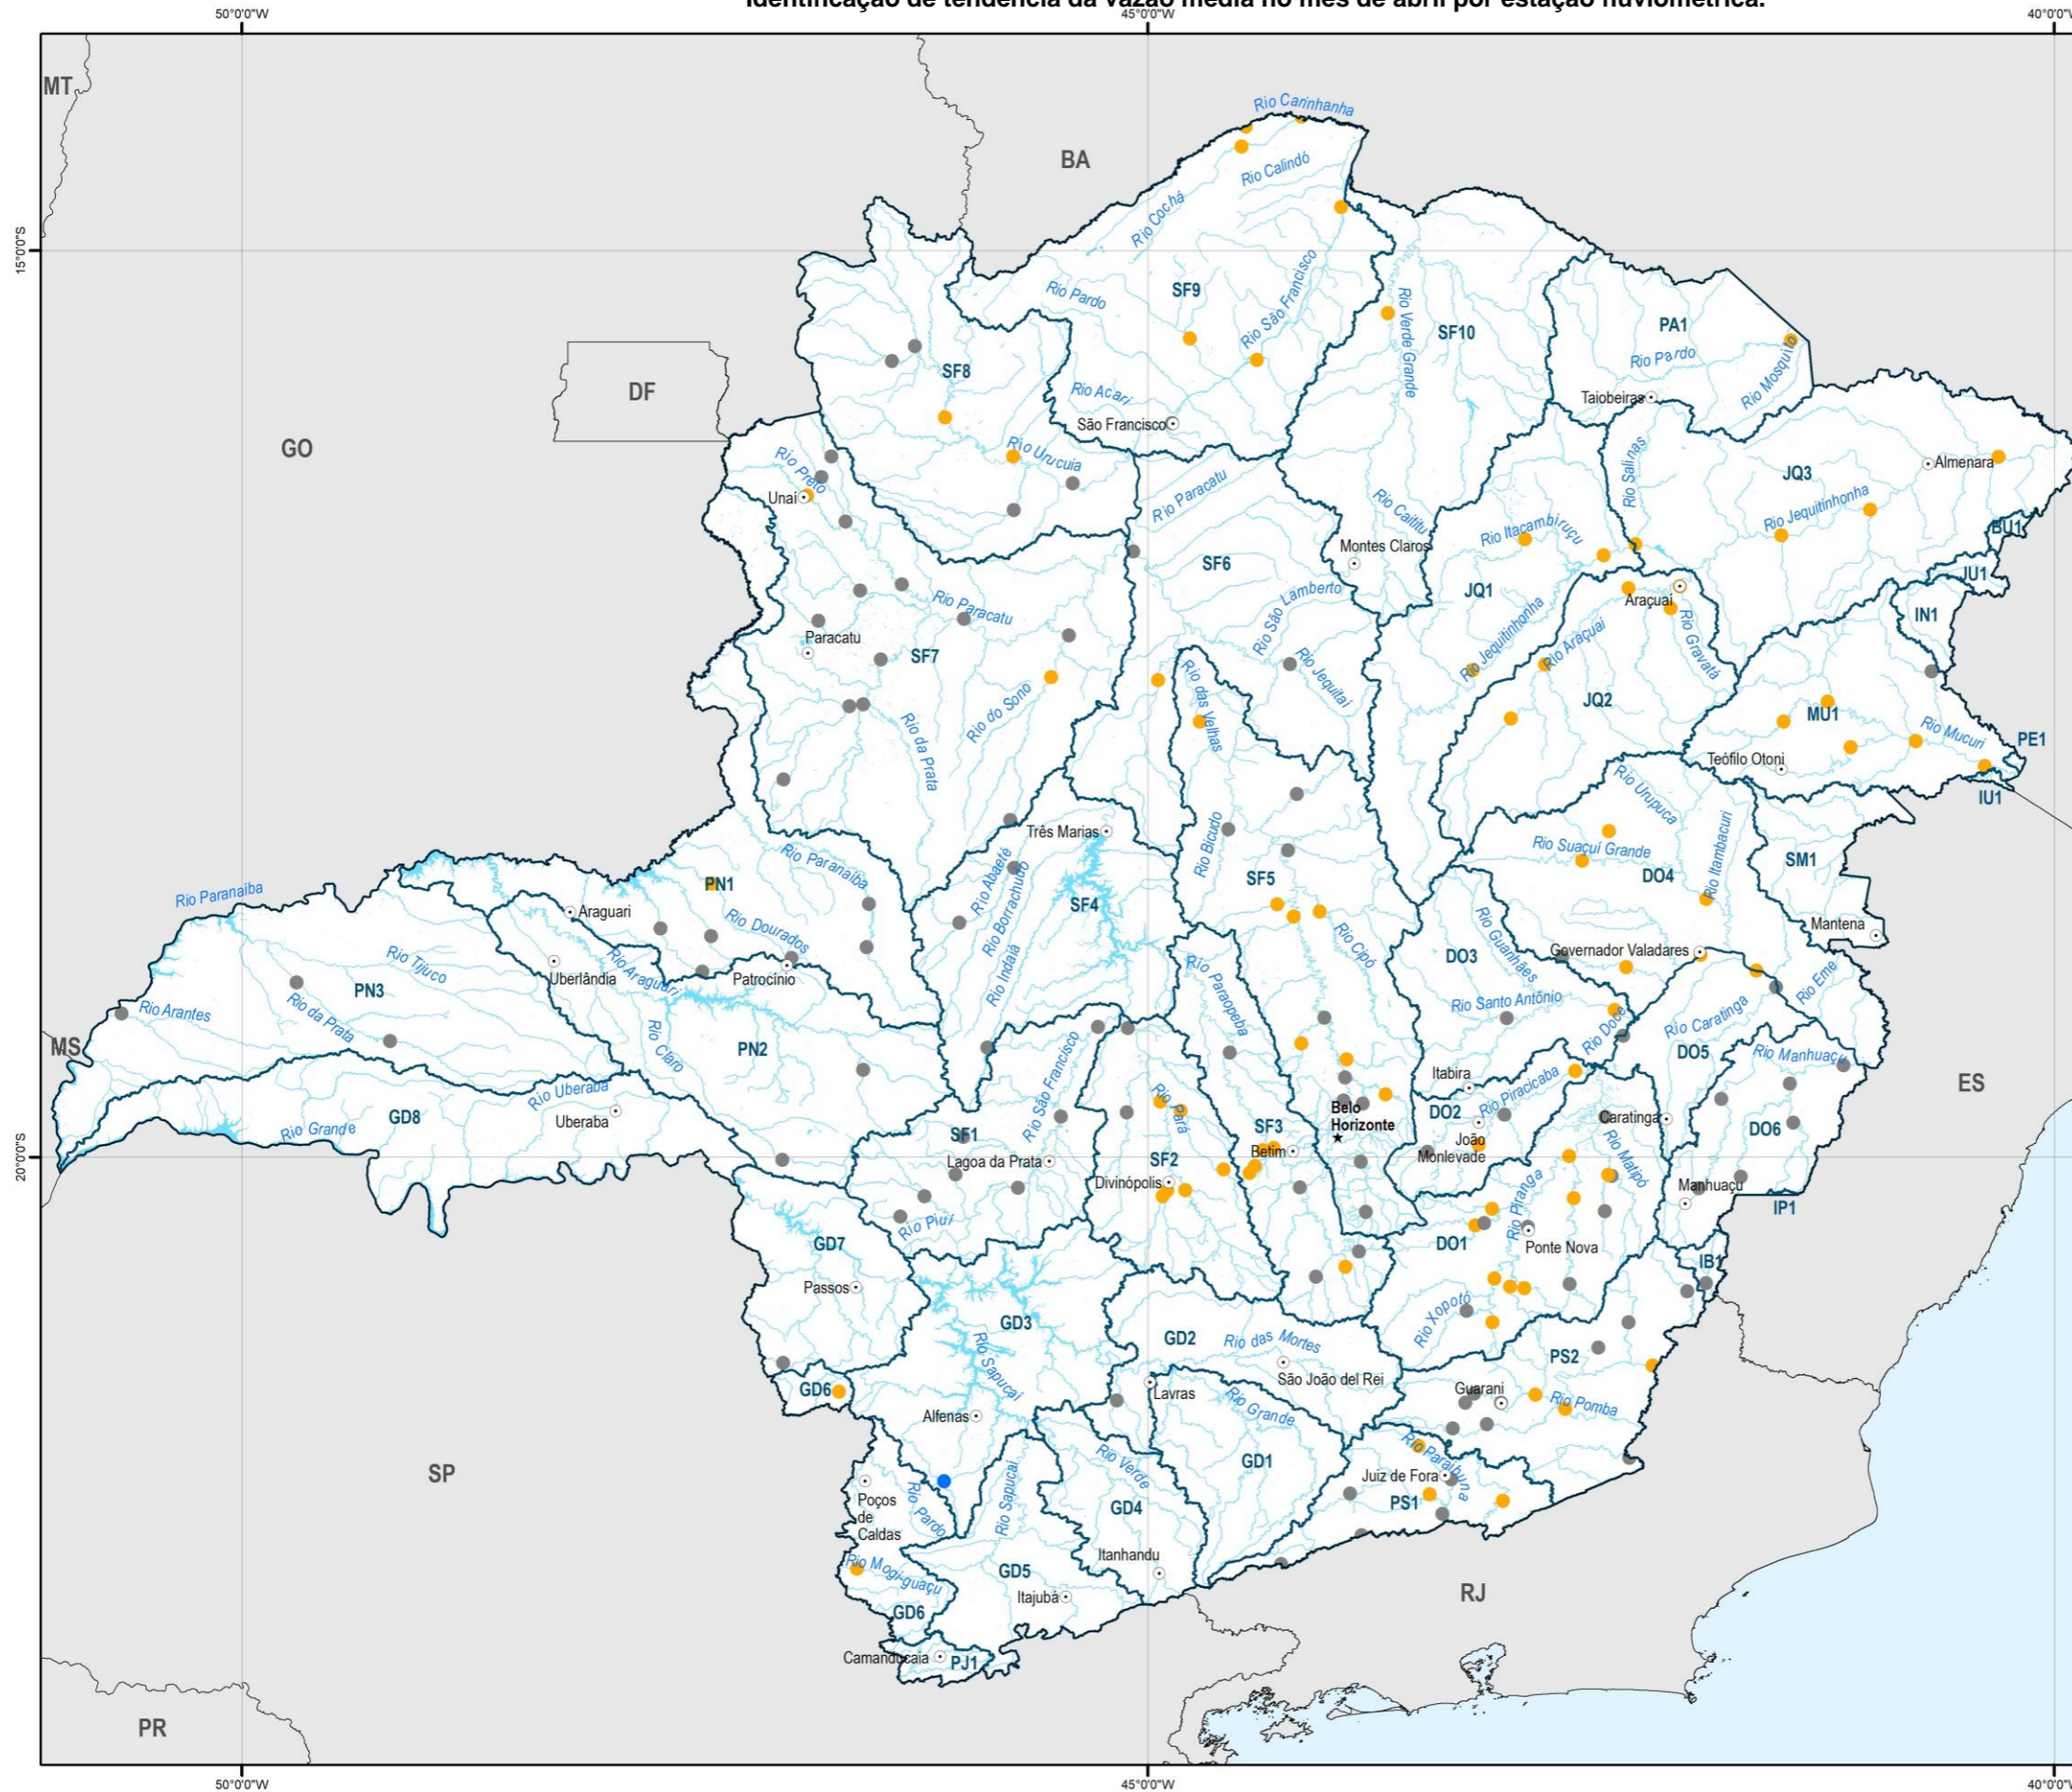 Identificação de tendência da vazão média no mês de abril por estação fluviométrica.
50°0'0"W
45°0'0"W
40°0'0"W
MT
Rio Carinhanha
BA
Rio Calindó
Rio Cochá
15°0'0"S
Rio Pardo
SF9
Rio São Francisco
Rio Verde Grande
SF10
PA1
Rio Pardo
Rio Mosquito
DF
SF8
Rio Acari
São Francisco
Taiobeiras
GO
Rio Urucuia
Rio Preto
Unaí
Rio Paracatu
Rio Caititu
Rio Salinas
JQ3
Almenara
Rio Jequitinhonha
BU1
Montes Claros
Rio Itacambiruçu
SF6
JU1
Rio São Lamberto
JQ1
Araçuaí
IN1
Rio Paracatu
Paracatu
SF7
Rio Jequitinhonha
Rio Araçuaí
Rio Gravatá
Rio Jequitaí
Rio das Velhas
Rio do Sono
Rio da Prata
JQ2
MU1
Rio Mucuri
PE1
Teófilo Otoni
IU1
Três Marias
Rio Bicudo
Rio Urupuca
Rio Suaçuí Grande
Rio Itambacuri
SM1
DO4
Rio Paranaíba
PN1
Rio Paranaíba
Rio Abaeté
Rio Borrachudo
SF4
SF5
Araguari
Rio Dourados
Mantena
Rio Cipó
DO3
Rio Guanhães
Governador Valadares
Uberlândia
Rio Araguari
Patrocínio
Rio Tijuco
PN3
Rio Indaiá
Rio Paraopeba
Rio Eme
Rio Arantes
Rio da Prata
Rio Santo Antônio
Rio Doce
Rio Caratinga
MS
Rio Claro
PN2
Rio São Francisco
DO5
Rio Manhuaçu
ES
Itabira
Rio Uberaba
Rio Piracicaba
GD8
Uberaba
Rio Pará
Belo
Horizonte
DO2
Caratinga
Rio Grande
SF1
SF3
João
Monlevade
DO6
20°0'0"S
Lagoa da Prata
SF2
Betim
Rio Matipó
Divinópolis
Manhuaçu
Rio Piranga
IP1
Rio Piuí
GD7
DO1
Ponte Nova
IB1
Passos
GD3
Rio Xopotó
GD2
Rio das Mortes
PS2
Rio Sapucaí
São João del Rei
GD6
Lavras
Guarani
Rio Pomba
Alfenas
Rio Grande
SP
Rio Paraibuna
GD1
Juiz de Fora
Rio Verde
Poços
de
Caldas
Rio Pardo
Rio Sapucaí
GD4
PS1
Itanhandu
Rio Mogi-guaçu
GD5
Itajubá
RJ
GD6
Camanducaia
PJ1
PR
50°0'0"W
45°0'0"W
40°0'0"W